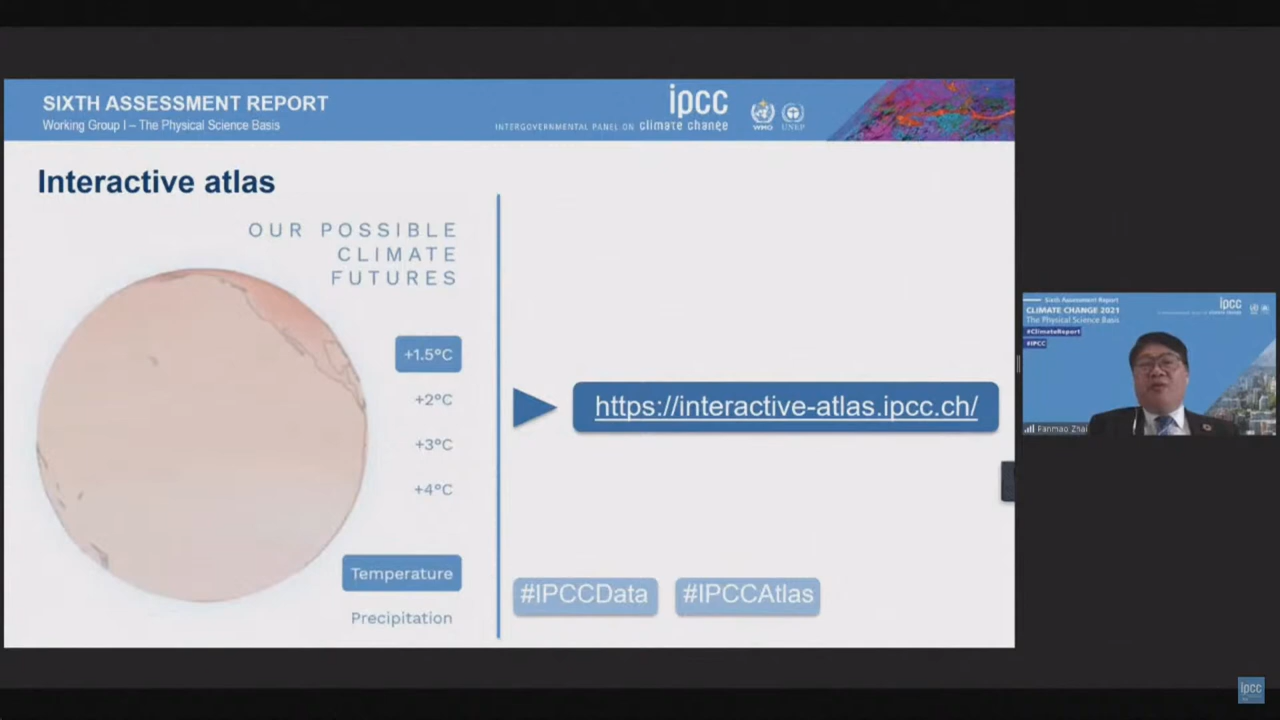 SIXTH ASSESSMENT REPORT
Working Group I – The Physical Science Basis
ipcc
INTERGOVERNMENTAL PANEL ON climate change
WMO
UNEP
Interactive atlas
OUR POSSIBLE
CLIMATE
FUTURES
+1.5°C
+2°C
+3°C
+4°C
Temperature
Precipitation
https://interactive-atlas.ipcc.ch/
#IPCCData
#IPCCAtlas
Sixth Assessment Report
CLIMATE CHANGE 2021
The Physical Science Basis
#ClimateReport
#IPCC
ipcc
Panmao Zhai
ipcc